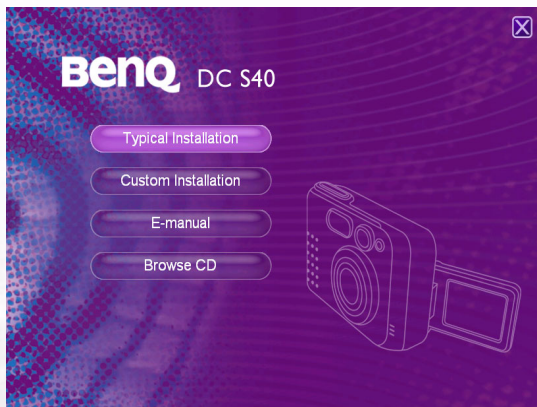 BenQ DC S40
Typical Installation
Custom Installation
E-manual
Browse CD